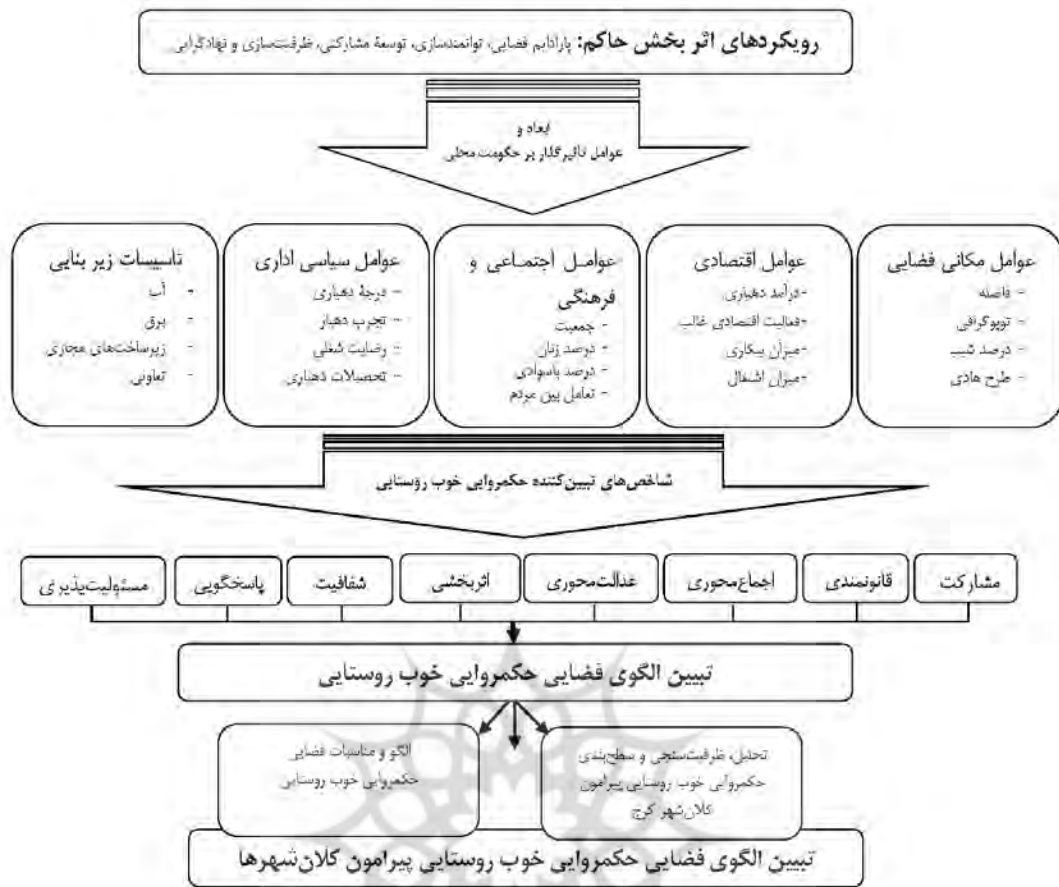 رویکردهای اثر بخش حاکم: پارادایم فضایی، توانمندسازی، توسعۀ مشارکتی، ظرفیت‌سازی و نهادگرایی
ابعاد و
عوامل تاثیرگذار بر حکومت محلی
عوامل مکانی فضایی
- فاصله
- توپوگرافی
- درصد شیب
- طرح هادی
عوامل اقتصادی
-درآمد دهیاری
-فعالیت اقتصادی غالب
-میزان بیکاری
-میزان اشتغال
عوامل اجتماعی و
فرهنگی
- جمعیت
- درصد زنان
- درصد باسوادی
- تعامل بین مردم
عوامل سیاسی اداری
- درجۀ دهیاری
- تجرب دهیار
- رضایت شغلی
- تحصیلات دهیاری
تاسیسات زیر بنایی
- آب
- برق
- زیرساخت‌های مجازی
- تعاونی
شاخص‌های تبیین‌کننده حکمروایی خوب روستایی
مشارکت
قانونمندی
اجماع‌محوری
عدالت‌محوری
اثربخشی
شفافیت
پاسخگویی
مسئولیت‌پذیری
تبیین الگوی فضایی حکمروایی خوب روستایی
تحلیل، ظرفیت‌سنجی و سطح‌بندی
حکمروایی خوب روستایی پیرامون
کلان‌شهر کرج
الگو و مناسبات فضایی
حکمروایی خوب روستایی
تبیین الگوی فضایی حکمروایی خوب روستایی پیرامون کلان‌شهرها